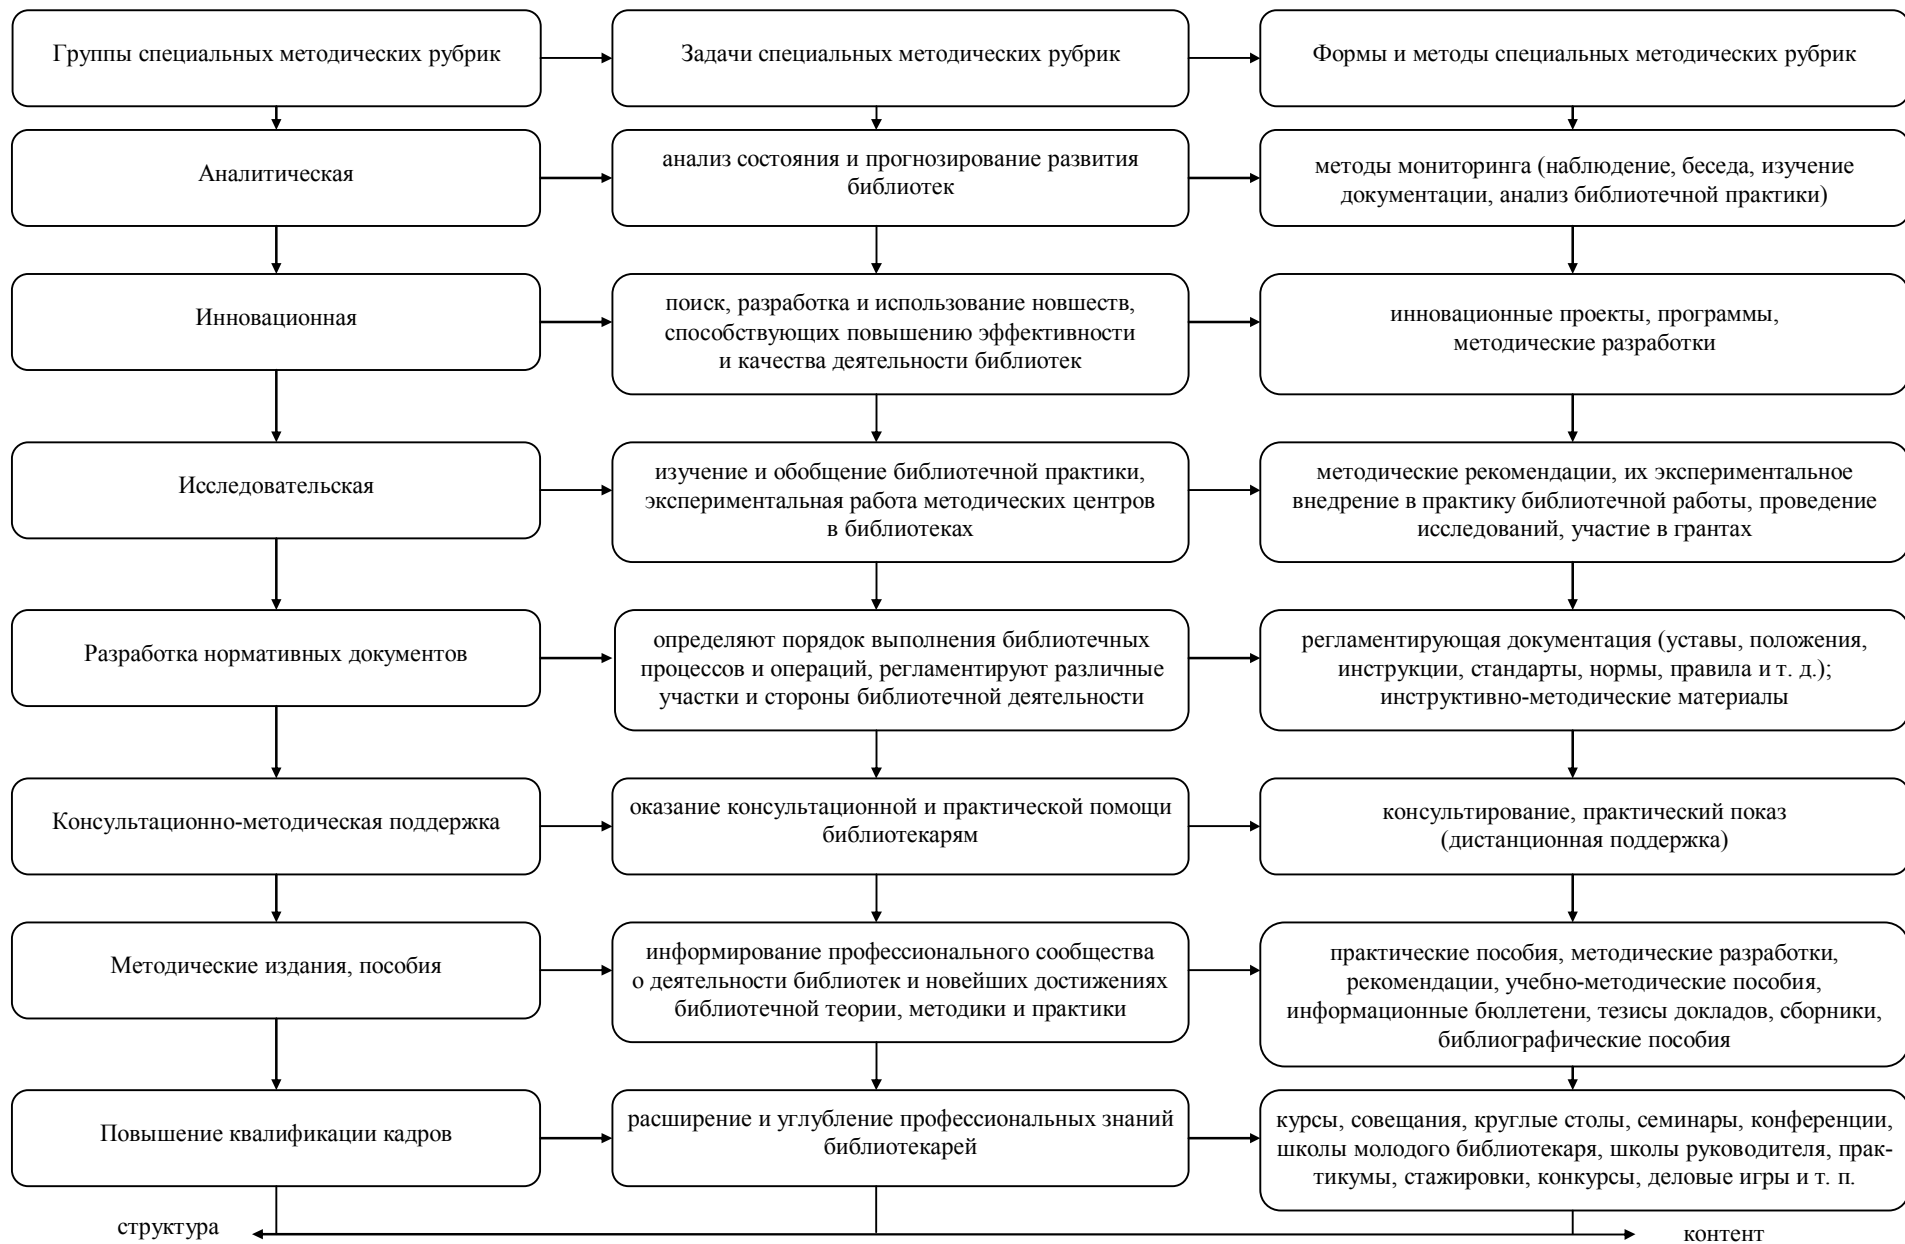 Группы специальных методических рубрик
Задачи специальных методических рубрик
Формы и методы специальных методических рубрик
Аналитическая
анализ состояния и прогнозирование развития
библиотек
методы мониторинга (наблюдение, беседа, изучение
документации, анализ библиотечной практики)
Инновационная
поиск, разработка и использование новшеств,
способствующих повышению эффективности
и качества деятельности библиотек
инновационные проекты, программы,
методические разработки
Исследовательская
изучение и обобщение библиотечной практики,
экспериментальная работа методических центров
в библиотеках
методические рекомендации, их экспериментальное
внедрение в практику библиотечной работы, проведение
исследований, участие в грантах
Разработка нормативных документов
определяют порядок выполнения библиотечных
процессов и операций, регламентируют различные
участки и стороны библиотечной деятельности
регламентирующая документация (уставы, положения,
инструкции, стандарты, нормы, правила и т. д.);
инструктивно-методические материалы
Консультационно-методическая поддержка
оказание консультационной и практической помощи
библиотекарям
консультирование, практический показ
(дистанционная поддержка)
Методические издания, пособия
информирование профессионального сообщества
о деятельности библиотек и новейших достижениях
библиотечной теории, методики и практики
практические пособия, методические разработки,
рекомендации, учебно-методические пособия,
информационные бюллетени, тезисы докладов, сборники,
библиографические пособия
Повышение квалификации кадров
расширение и углубление профессиональных знаний
библиотекарей
курсы, совещания, круглые столы, семинары, конференции,
школы молодого библиотекаря, школы руководителя, прак-
тикумы, стажировки, конкурсы, деловые игры и т. п.
структура
контент